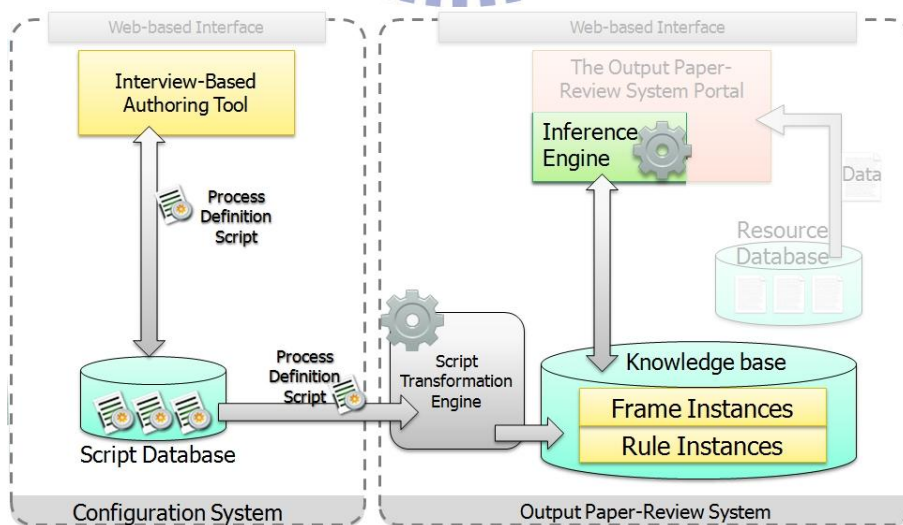 Web-based Interface
Interview-Based
Authoring Tool
Process
Definition
Script
Process
Definition
Script
Script Database
Configuration System
Web-based Interface
The Output Paper-
Review System Portal
Inference
Engine
Data
Resource
Database
Script
Transformation
Engine
Knowledge base
Frame Instances
Rule Instances
Output Paper-Review System